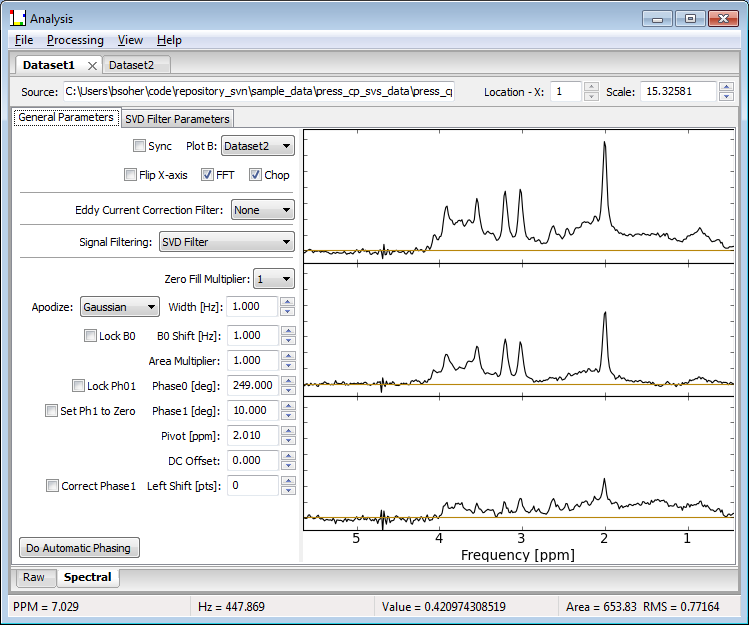 Analysis
File Processing View Help
Dataset1 Dataset2
Source: C:\Users\bsoher\code\repository_svn\sample_data\press_cp_svs_data\press_c Location - X: 1 Scale: 15.32581
General Parameters SVD Filter Parameters
Sync Plot B: Dataset2
Flip X-axis FFT Chop
Eddy Current Correction Filter: None
Signal Filtering: SVD Filter
Zero Fill Multiplier: 1
Apodize: Gaussian Width [Hz]: 1.000
Lock B0 B0 Shift [Hz]: 1.000
Area Multiplier: 1.000
Lock Ph01 Phase0 [deg]: 249.000
Set Ph1 to Zero Phase1 [deg]: 10.000
Pivot [ppm]: 2.010
DC Offset: 0.000
Correct Phase1 Left Shift [pts]: 0
5 4 3 2 1
Frequency [ppm]
Do Automatic Phasing
Raw Spectral
PPM = 7.029 Hz = 447.869 Value = 0.420974308519 Area = 653.83 RMS = 0.77164